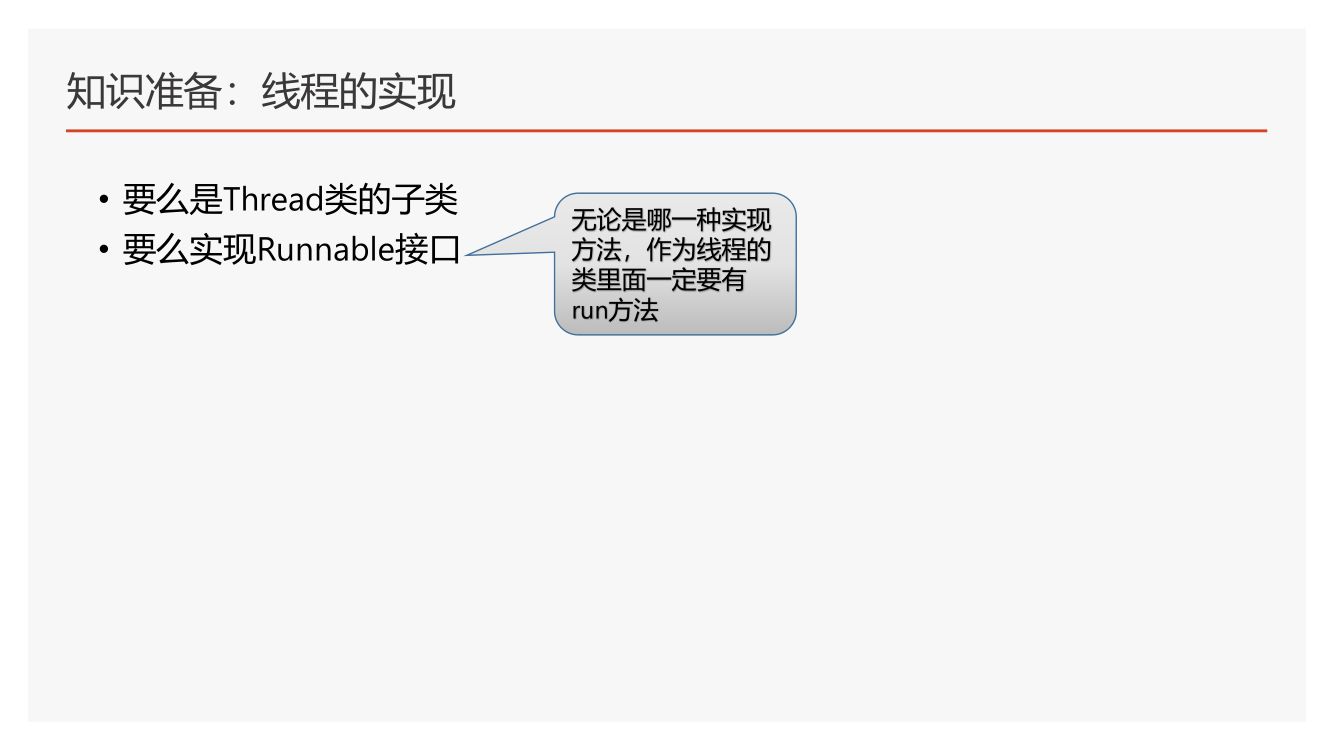 知识准备：线程的实现
• 要么是Thread类的子类
• 要么实现Runnable接口
无论是哪一种实现
方法，作为线程的
类里面一定要有
run方法